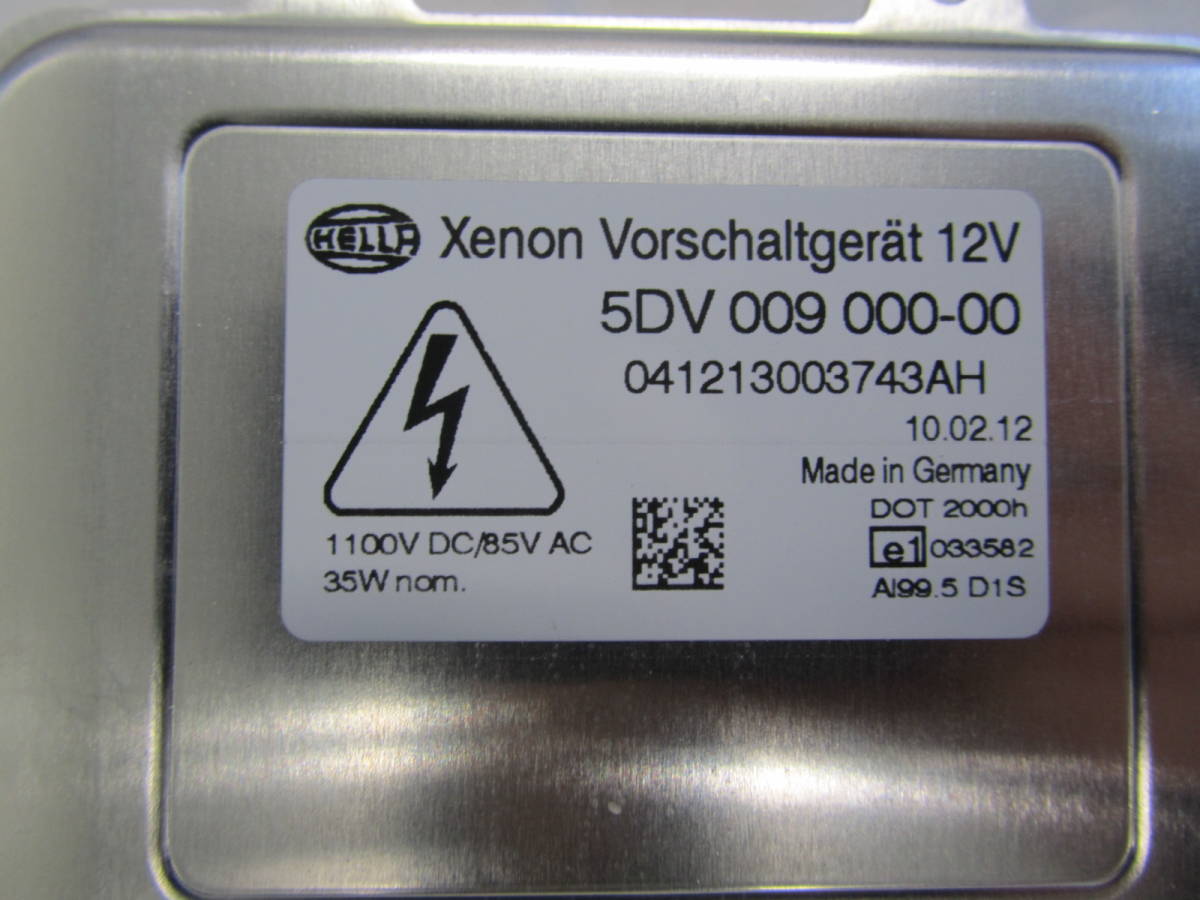 HELLA Xenon Vorschaltgerät 12V
5DV 009 000-00
041213003743AH
10.02.12
Made in Germany
DOT 2000h
1100V DC/85V AC
e1 033582
35W nom.
Al99.5 D1S